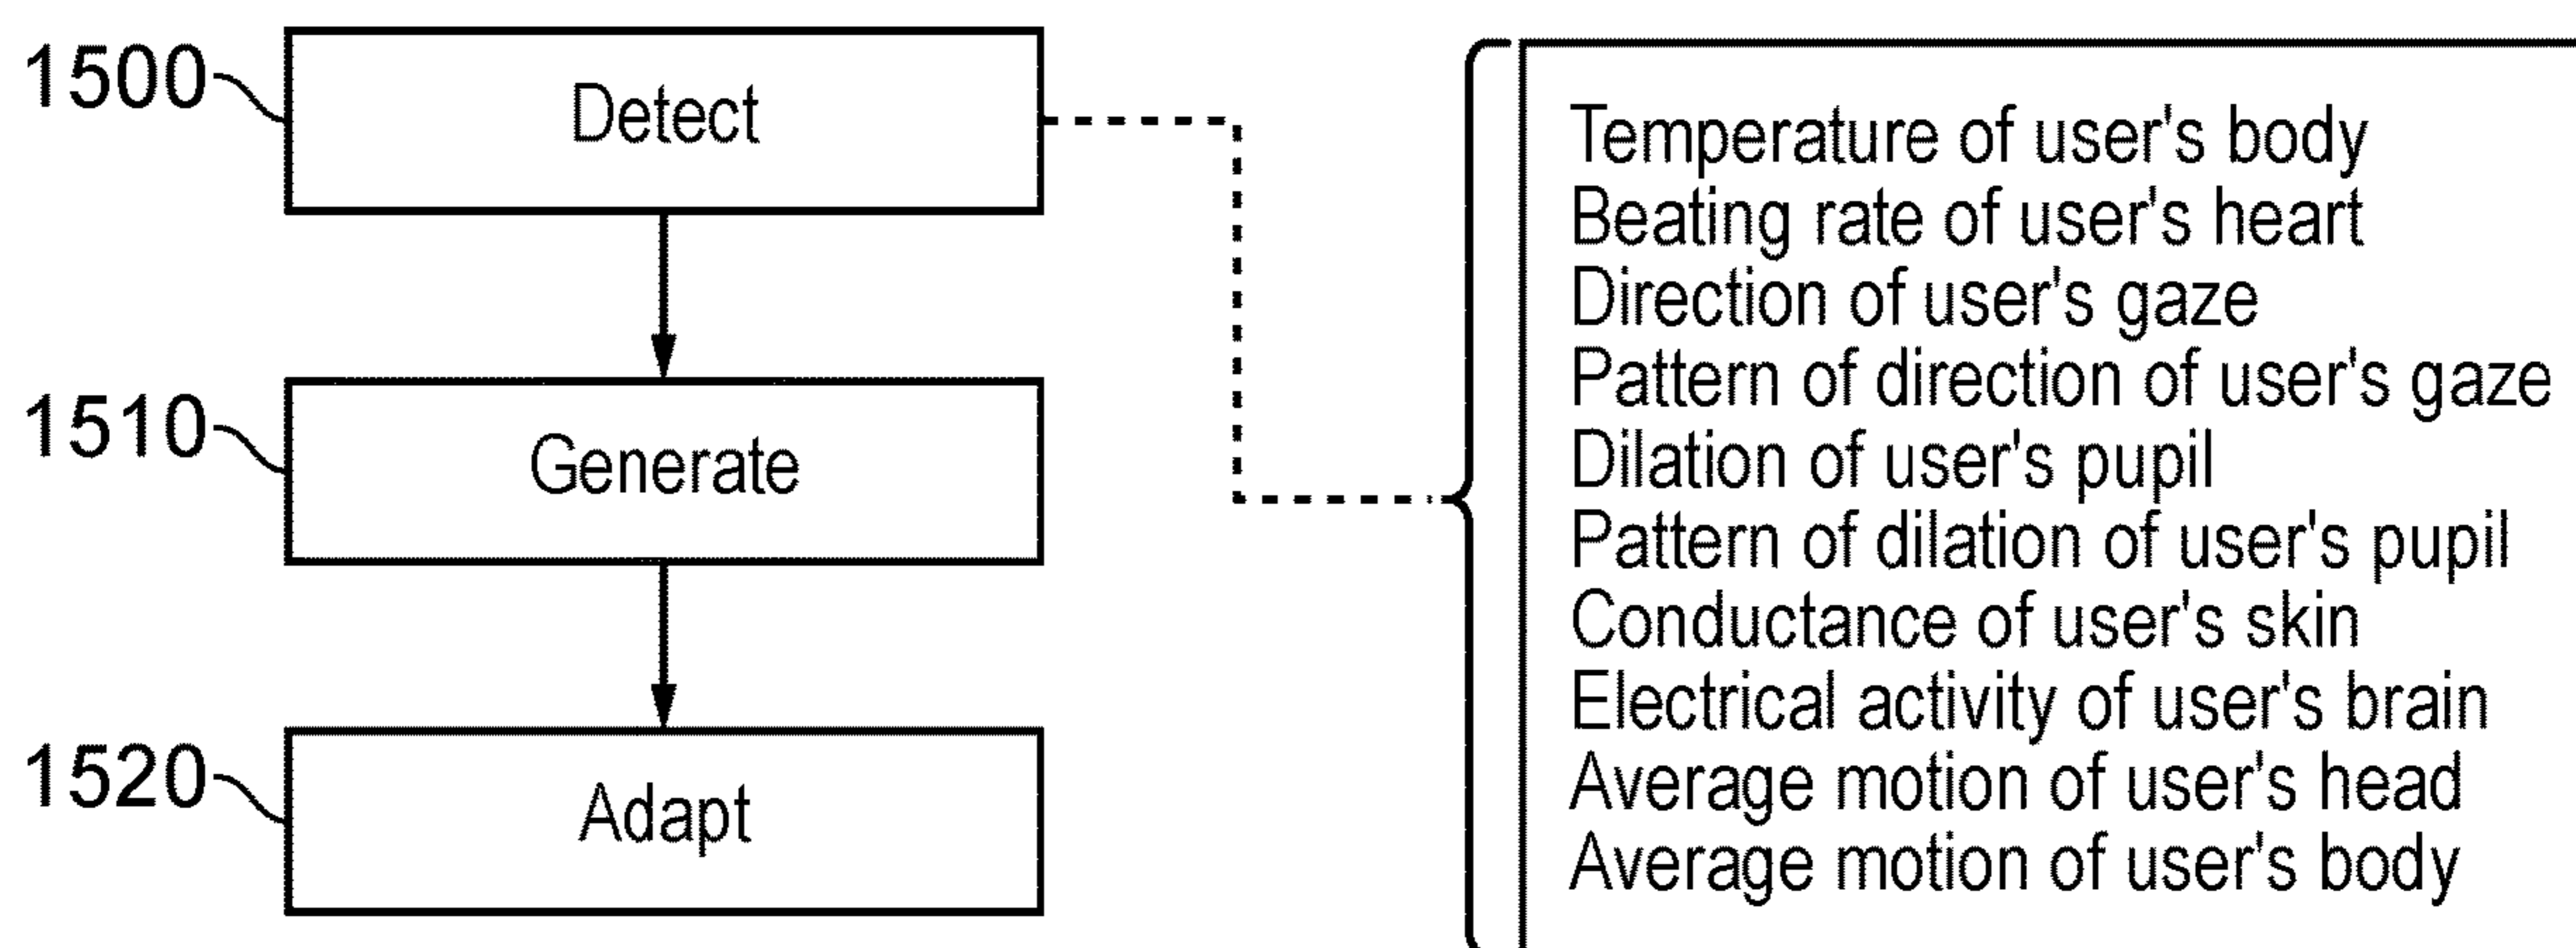 1500
Detect
1510
Generate
1520
Adapt
Temperature of user's body
Beating rate of user's heart
Direction of user's gaze
Pattern of direction of user's gaze
Dilation of user's pupil
Pattern of dilation of user's pupil
Conductance of user's skin
Electrical activity of user's brain
Average motion of user's head
Average motion of user's body